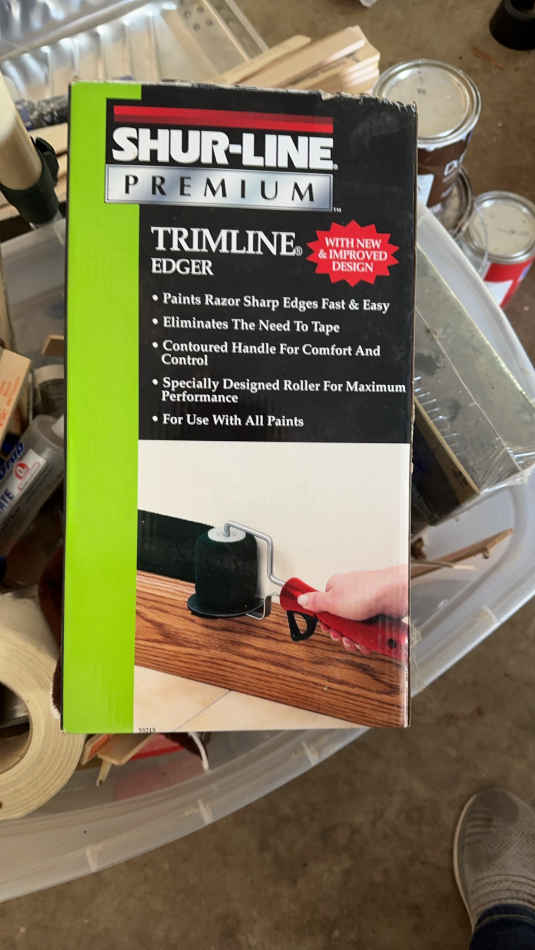 SHUR-LINE®
PREMIUM™
TRIMLINE®
EDGER
WITH NEW
& IMPROVED
DESIGN
• Paints Razor Sharp Edges Fast & Easy
• Eliminates The Need To Tape
• Contoured Handle For Comfort And
Control
• Specially Designed Roller For Maximum
Performance
• For Use With All Paints